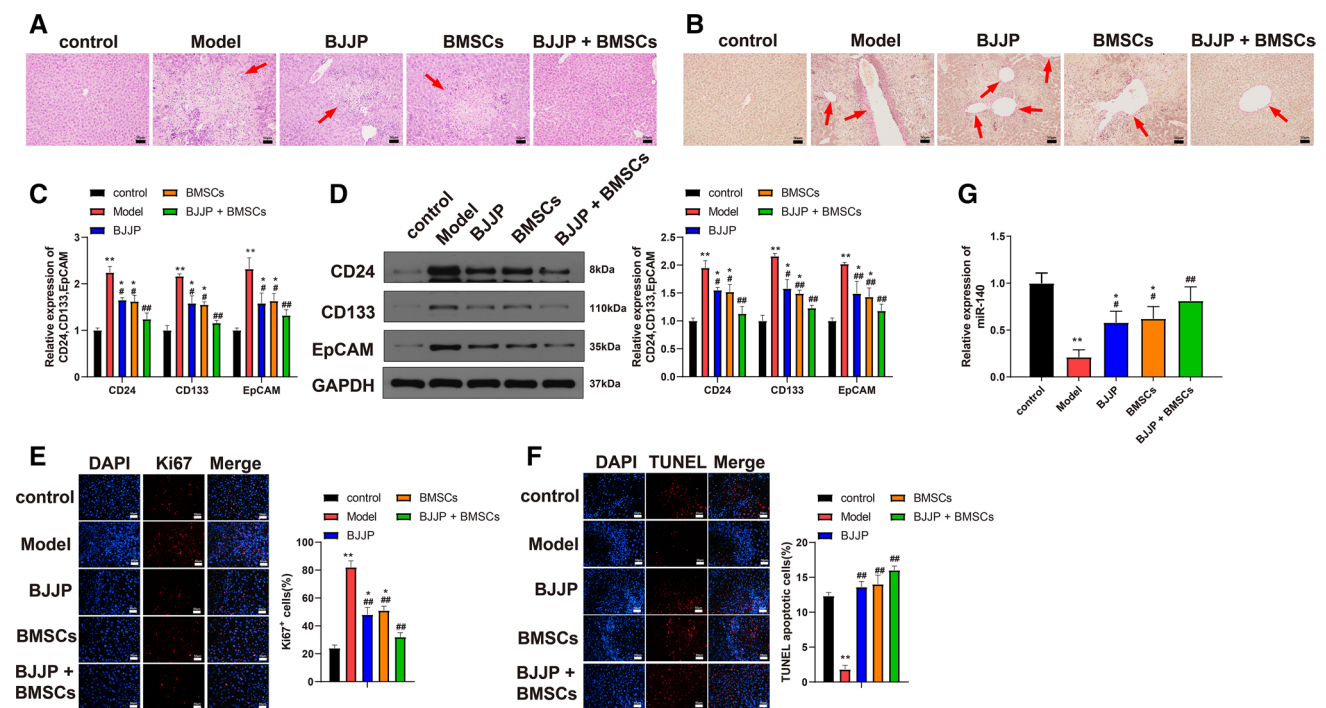 A
control
Model
BJJP
BMSCs
BJJP + BMSCs
B
control
Model
BJJP
BMSCs
BJJP + BMSCs
C
control
Model
BJJP
BMSCs
BJJP + BMSCs
Relative expression of
CD24,CD133,EpCAM
3
2
1
0
**
*
#
*
#
##
**
*
#
*
#
##
**
*
#
*
#
##
CD24
CD133
EpCAM
D
control
Model
BJJP
BMSCs
BJJP + BMSCs
CD24
8kDa
CD133
110kDa
EpCAM
35kDa
GAPDH
37kDa
control
Model
BJJP
BMSCs
BJJP + BMSCs
Relative expression of
CD24,CD133,EpCAM
2.5
2.0
1.5
1.0
0.5
0.0
**
*
#
*
#
##
**
*
#
*
##
##
**
*
##
*
##
##
CD24
CD133
EpCAM
G
Relative expression of
miR-140
1.5
1.0
0.5
0.0
**
*
#
*
#
##
control
Model
BJJP
BMSCs
BJJP + BMSCs
E
DAPI
Ki67
Merge
control
Model
BJJP
BMSCs
BJJP +
BMSCs
control
Model
BJJP
BMSCs
BJJP + BMSCs
Ki67+ cells(%)
100
80
60
40
20
0
**
*
##
*
##
##
F
DAPI
TUNEL
Merge
control
Model
BJJP
BMSCs
BJJP +
BMSCs
control
Model
BJJP
BMSCs
BJJP + BMSCs
TUNEL apoptotic cells(%)
20
15
10
5
0
**
##
##
##